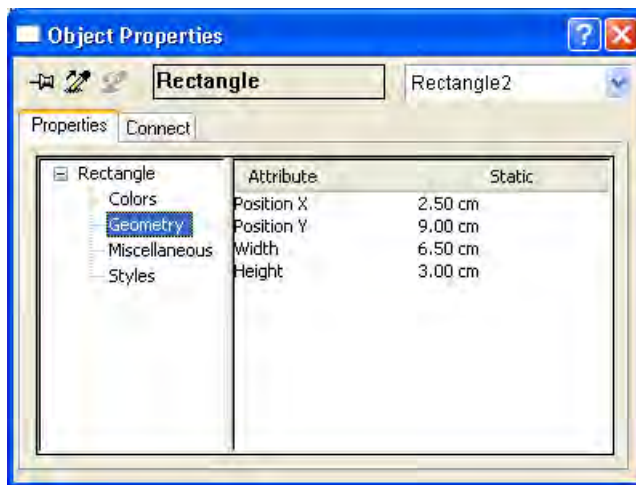 Object Properties
Rectangle Rectangle2
Properties Connect
Rectangle
Colors
Geometry
Miscellaneous
Styles
Attribute Static
Position X 2.50 cm
Position Y 9.00 cm
Width 6.50 cm
Height 3.00 cm